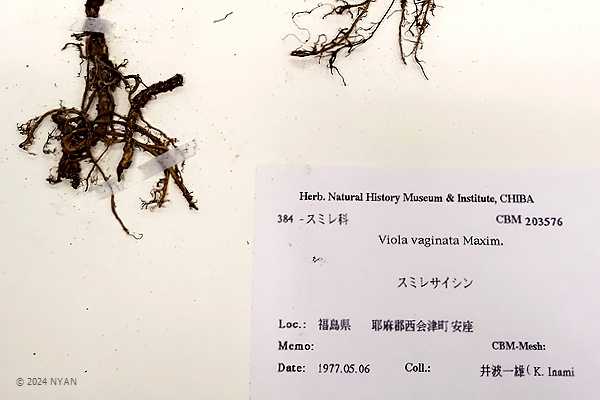 Herb. Natural History Museum & Institute, CHIBA
384 - スミレ科 CBM 203576
Viola vaginata Maxim.
スミレサイシン
Loc.: 福島県 耶麻郡西会津町安座
Memo: CBM-Mesh:
Date: 1977.05.06 Coll.: 井波一雄( K. Inami
© 2024 NYAN